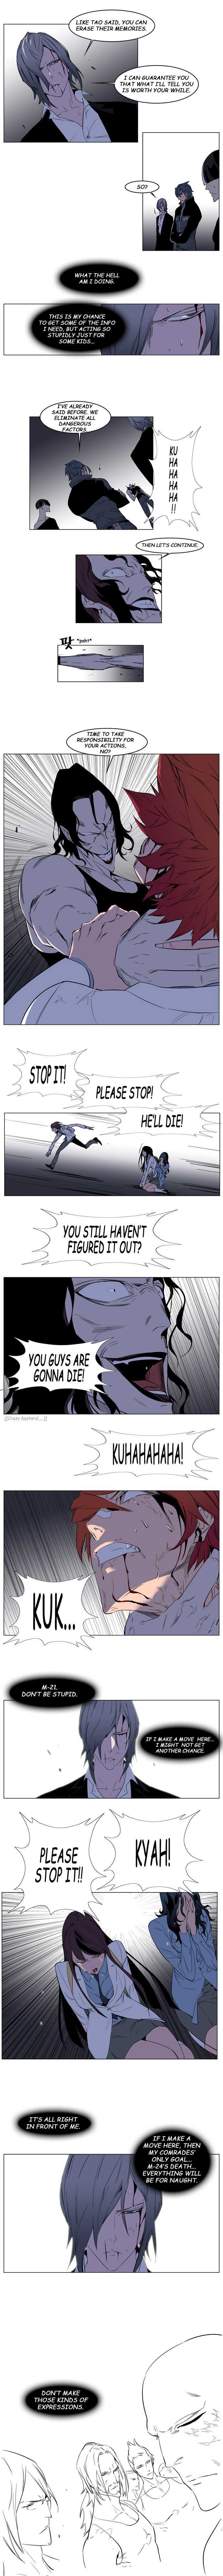 LIKE TAO SAID, YOU CAN
ERASE THEIR MEMORIES.
I CAN GUARANTEE YOU
THAT WHAT I'LL TELL YOU
IS WORTH YOUR WHILE.
SO?
WHAT THE HELL
AM I DOING.
THIS IS MY CHANCE
TO GET SOME OF THE INFO
I NEED, BUT ACTING SO
STUPIDLY JUST FOR
SOME KIDS...
I'VE ALREADY
SAID BEFORE, WE
ELIMINATE ALL
DANGEROUS
FACTORS.
KU
HA
HA
HA
HA
!!
THEN LET'S CONTINUE.
팟 *paht*
TIME TO TAKE
RESPONSIBILITY FOR
YOUR ACTIONS,
NO?
STOP IT!
PLEASE STOP!
HE'LL DIE!
YOU STILL HAVEN'T
FIGURED IT OUT?
YOU GUYS ARE
GONNA DIE!
[[Crazy bastard....]]
KUHAHAHAHA!
KUK...
M-21.
DON'T BE STUPID.
IF I MAKE A MOVE HERE...
I MIGHT NOT GET
ANOTHER CHANCE.
PLEASE
STOP IT!!
KYAH!
IT'S ALL RIGHT
IN FRONT OF ME.
IF I MAKE A
MOVE HERE, THEN
MY COMRADES'
ONLY GOAL...
M-24'S DEATH...
EVERYTHING WILL
BE FOR NAUGHT.
DON'T MAKE
THOSE KINDS OF
EXPRESSIONS.